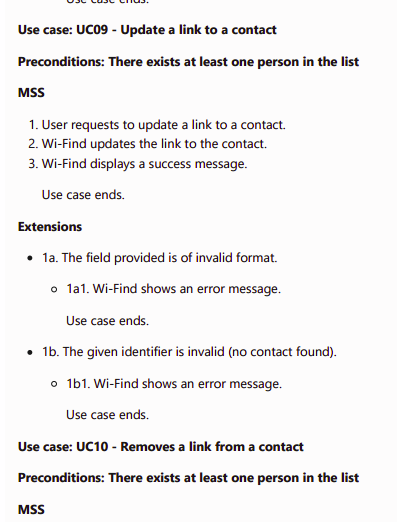 Use case ends.
Use case: UC09 - Update a link to a contact
Preconditions: There exists at least one person in the list
MSS
1. User requests to update a link to a contact.
2. Wi-Find updates the link to the contact.
3. Wi-Find displays a success message.
Use case ends.
Extensions
• 1a. The field provided is of invalid format.
◦ 1a1. Wi-Find shows an error message.
Use case ends.
• 1b. The given identifier is invalid (no contact found).
◦ 1b1. Wi-Find shows an error message.
Use case ends.
Use case: UC10 - Removes a link from a contact
Preconditions: There exists at least one person in the list
MSS